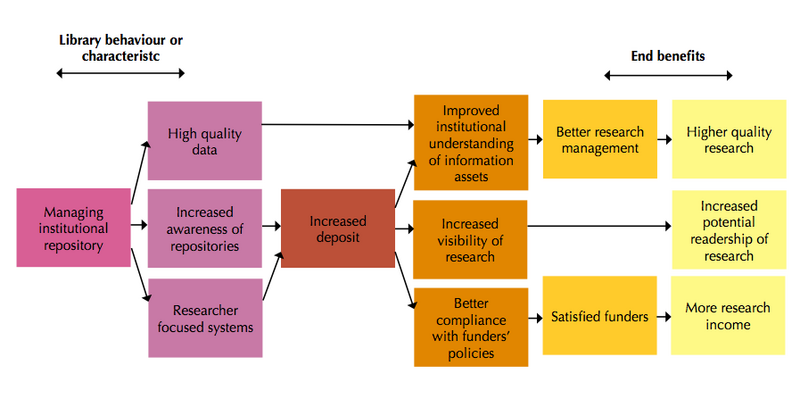 Library behaviour or
characteristc
End benefits
Managing
institutional
repository
High quality
data
Increased
awareness of
repositories
Researcher
focused systems
Increased
deposit
Improved
institutional
understanding
of information
assets
Increased
visibility of
research
Better
compliance
with funders’
policies
Better research
management
Satisfied funders
Higher quality
research
Increased
potential
readership of
research
More research
income